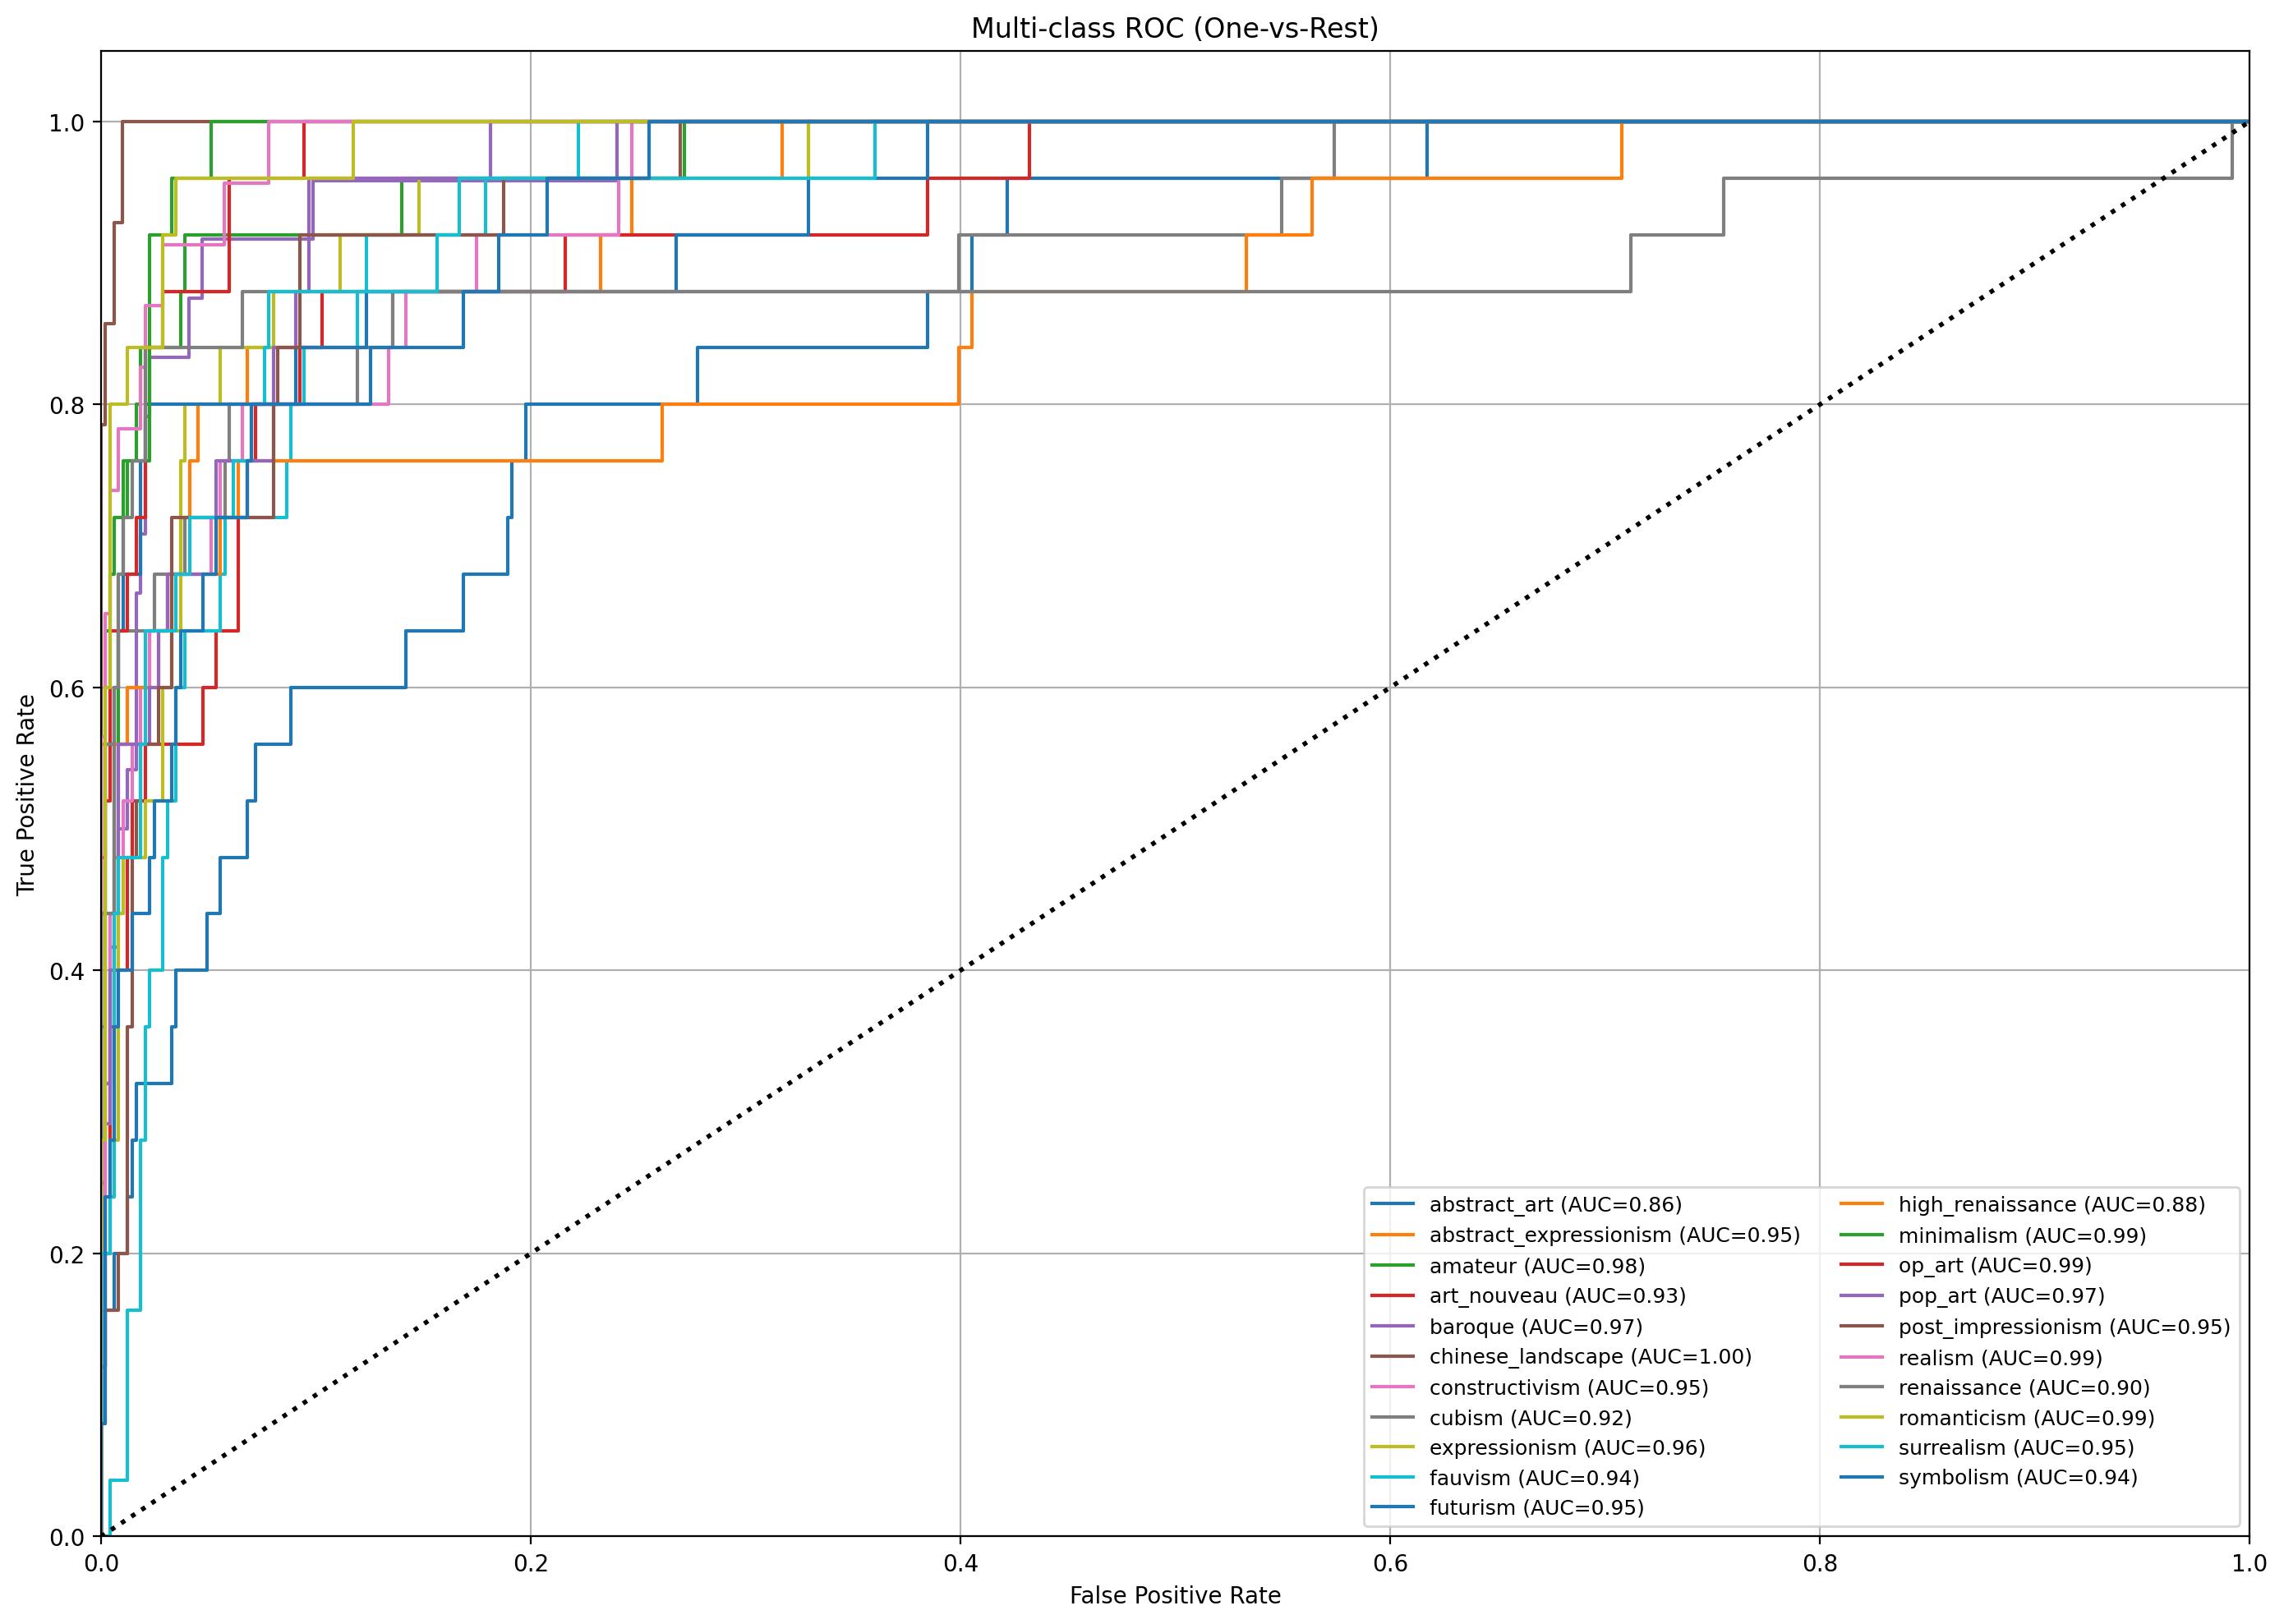 Multi-class ROC (One-vs-Rest)
1.0
0.8
0.6
0.4
0.2
0.0
True Positive Rate
0.0 0.2 0.4 0.6 0.8 1.0
False Positive Rate
abstract_art (AUC=0.86)
abstract_expressionism (AUC=0.95)
amateur (AUC=0.98)
art_nouveau (AUC=0.93)
baroque (AUC=0.97)
chinese_landscape (AUC=1.00)
constructivism (AUC=0.95)
cubism (AUC=0.92)
expressionism (AUC=0.96)
fauvism (AUC=0.94)
futurism (AUC=0.95)
high_renaissance (AUC=0.88)
minimalism (AUC=0.99)
op_art (AUC=0.99)
pop_art (AUC=0.97)
post_impressionism (AUC=0.95)
realism (AUC=0.99)
renaissance (AUC=0.90)
romanticism (AUC=0.99)
surrealism (AUC=0.95)
symbolism (AUC=0.94)